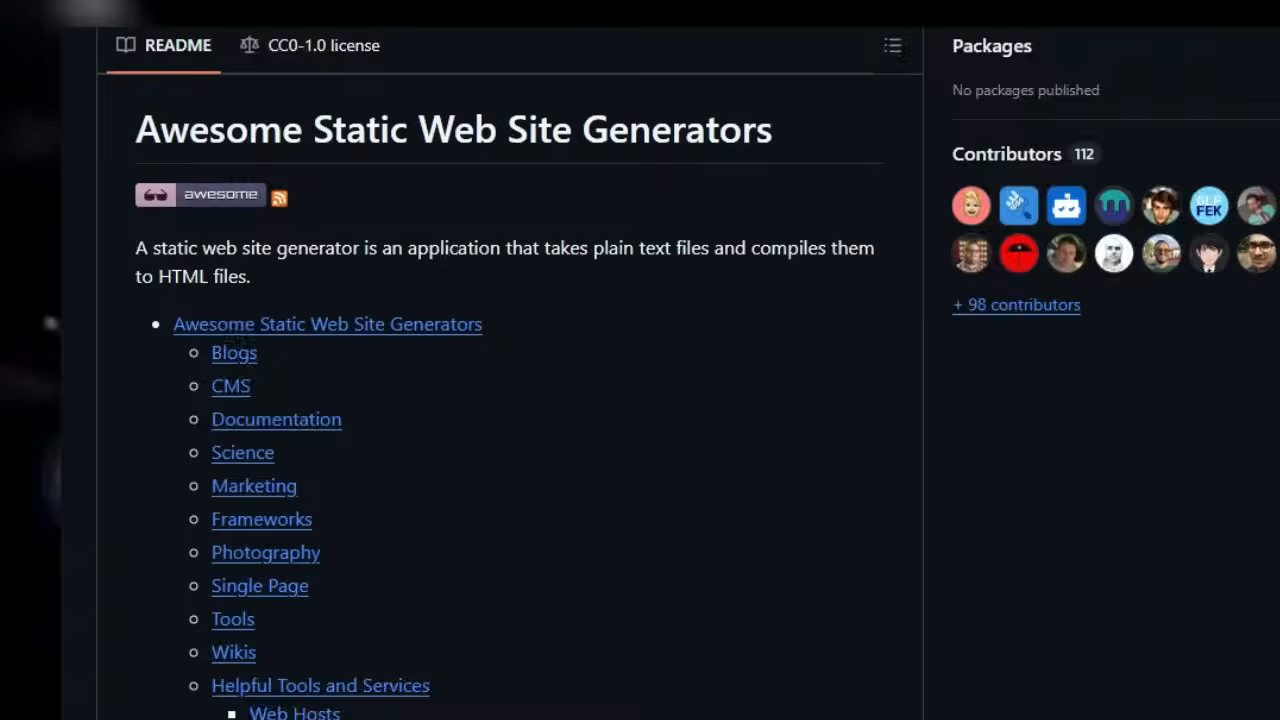 README
CC0-1.0 license
Awesome Static Web Site Generators
awesome
A static web site generator is an application that takes plain text files and compiles them
to HTML files.
Awesome Static Web Site Generators
Blogs
CMS
Documentation
Science
Marketing
Frameworks
Photography
Single Page
Tools
Wikis
Helpful Tools and Services
Web Hosts
Packages
No packages published
Contributors 112
FEK
+ 98 contributors